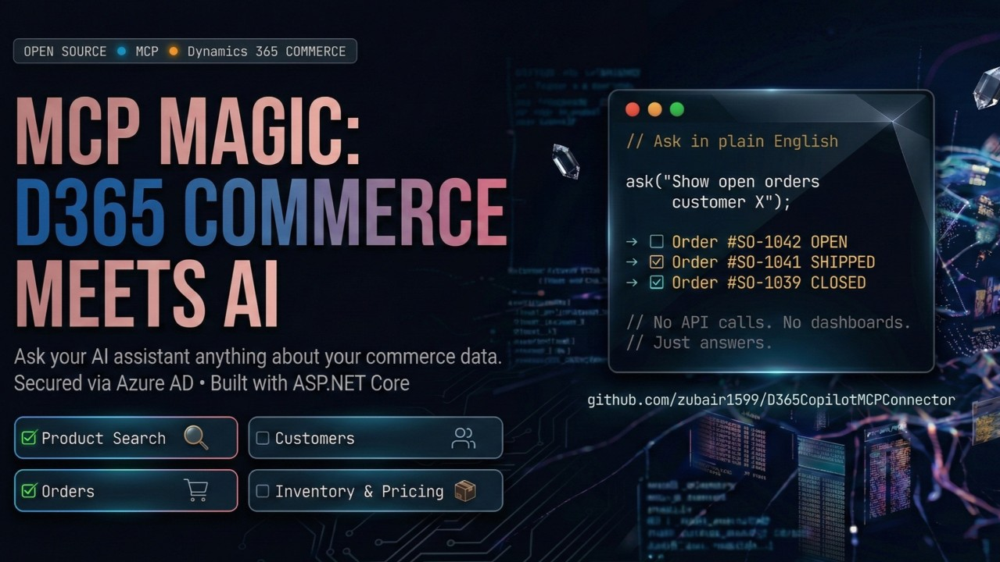 OPEN SOURCE MCP Dynamics 365 COMMERCE
MCP MAGIC:
D365 COMMERCE
MEETS AI
Ask your AI assistant anything about your commerce data.
Secured via Azure AD • Built with ASP.NET Core
Product Search
Customers
Orders
Inventory & Pricing
// Ask in plain English
ask("Show open orders
customer X");
→ Order #SO-1042 OPEN
→ Order #SO-1041 SHIPPED
→ Order #SO-1039 CLOSED
// No API calls. No dashboards.
// Just answers.
github.com/zubair1599/D365CopilotMCPConnector